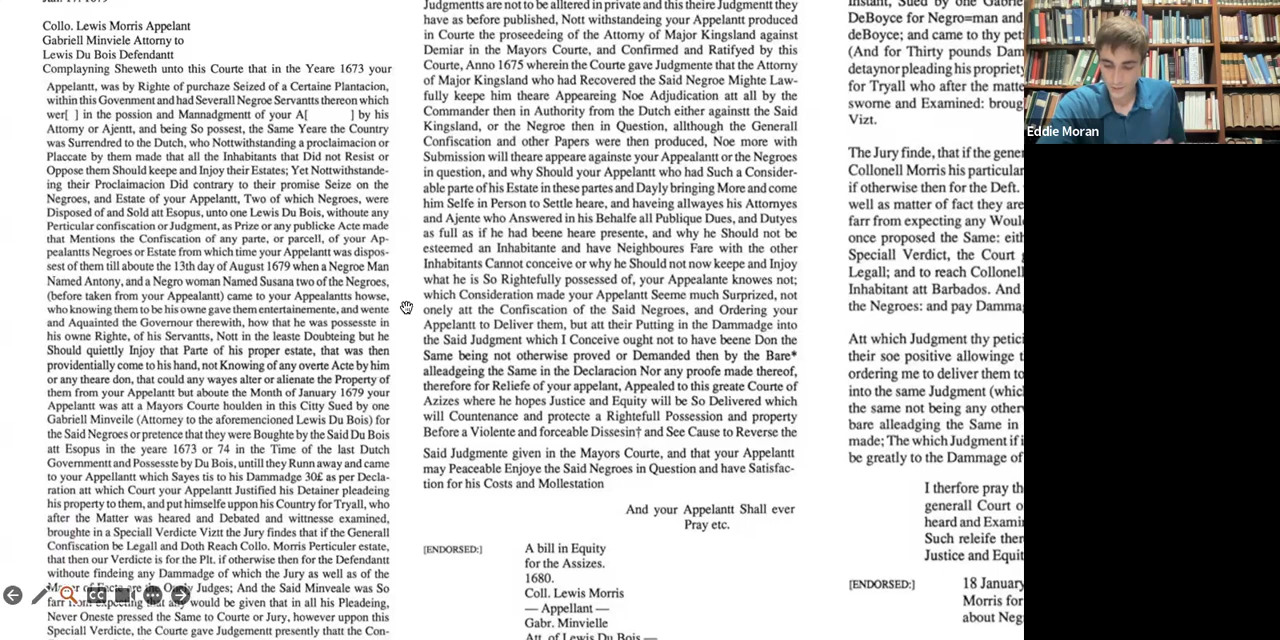 Collo. Lewis Morris Appelant
Gabriell Minviele Attorny to
Lewis Du Bois Defendantt
Complayning Sheweth unto this Courte that in the Yeare 1673 your
Appelantt, was by Righte of purchaze Seized of a Certaine Plantacion,
within this Govenment and had Severall Negroe Servantts thereon which
wer[ ] in the possion and Mannadgmentt of your A[ ] by his
Attorny or Ajentt, and being So possest, the Same Yeare the Country
was Surrendred to the Dutch, who Nottwithstanding a proclaimacion or
Placcate by them made that all the Inhabitants that Did not Resist or
Oppose them Should keepe and Injoy their Estates; Yet Nottwithstande-
ing their Proclaimacion Did contrary to their promise Seize on the
Negroes, and Estate of your Appelantt, Two of which Negroes, were
Disposed of and Sold att Esopus, unto one Lewis Du Bois, withoute any
Perticular confiscation or Judgment, as Prize or any publicke Acte made
that Mentions the Confiscation of any parte, or parcell, of your Ap-
pealantts Negroes or Estate from which time your Appelantt was dispos-
sest of them till aboute the 13th day of August 1679 when a Negroe Man
Named Antony, and a Negro woman Named Susana two of the Negroes,
(before taken from your Appealantt) came to your Appealantts howse,
who knowing them to be his owne gave them entertainemente, and wente
and Aquainted the Governour therewith, how that he was possesste in
his owne Righte, of his Servantts, Nott in the leaste Doubteing but he
Should quietly Injoy that Parte of his proper estate, that was then
providentially come to his hand, not Knowing of any overte Acte by him
or any theare don, that could any wayes alter or alienate the Property of
them from your Appelantt but aboute the Month of January 1679 your
Appelantt was att a Mayors Courte houlden in this Citty Sued by one
Gabriell Minveile (Attorney to the aforemencioned Lewis Du Bois) for
the Said Negroes or pretence that they were Boughte by the Said Du Bois
att Esopus in the yeare 1673 or 74 in the Time of the last Dutch
Governmentt and Possesste by Du Bois, untill they Runn away and came
to your Appellantt which Sayes tis to his Dammadge 30£ as per Decla-
ration att which Court your Appelantt Justified his Detainer pleadeing
his property to them, and put himselfe upon his Country for Tryall, who
after the Matter was heared and Debated and wittnesse examined,
broughte in a Speciall Verdicte Viztt the Jury findes that if the Generall
Confiscation be Legall and Doth Reach Collo. Morris Perticuler estate,
that then our Verdicte is for the Plt. if otherwise then for the Defendantt
withoute findeing any Dammadge of which the Jury as well as of the
of are the Judges; And the Said Minveale was So
farr from expecting that any would be given that in all his Pleadeing,
Never Oneste pressed the Same to Courte or Jury, however upon this
Speciall Verdicte, the Courte gave Judgementt presently thatt the Con-
Judgmentts are not to be alltered in private and this theire Judgmentt they
have as before published, Nott withstanding your Appelantt produced
in Courte the proseedeing of the Attorny of Major Kingsland against
Demiar in the Mayors Courte, and Confirmed and Ratifyed by this
Courte, Anno 1675 wherein the Courte gave Judgmente that the Attorny
of Major Kingsland who had Recovered the Said Negroe Mighte Law-
fully keepe him theare Appeareing Noe Adjudication att all by the
Commander then in Authority from the Dutch either againstt the Said
Kingsland, or the Negroe then in Question, allthough the Generall
Confiscation and other Papers were then produced, Noe more with
Submission will theare appeare againste your Appealantt or the Negroes
in question, and why Should your Appelantt who had Such a Consider-
able parte of his Estate in these partes and Dayly bringing More and come
him Selfe in Person to Settle heare, and haveing allwayes his Attornyes
and Ajente who Answered in his Behalfe all Publique Dues, and Dutyes
as full as if he had beene heare presente, and why he Should not be
esteemed an Inhabitante and have Neighboures Fare with the other
Inhabitants Cannot conceive or why he Should not now keepe and Injoy
what he is So Rightefully possesed of, your Appealante knowes not;
which Consideration made your Appelantt Seeme much Surprized, not
onely att the Confiscation of the Said Negroes, and Ordering your
Appelantt to Deliver them, but att their Putting in the Dammadge into
the Said Judgment which I Conceive ought not to have beene Don the
Same being not otherwise proved or Demanded then by the Bare*
alleadgeing the Same in the Declaracion Nor any proofe made thereof,
therefore for Reliefe of your appelant, Appealed to this greate Courte of
Azizes where he hopes Justice and Equity will be So Delivered which
will Countenance and protecte a Rightefull Possession and property
Before a Violente and forceable Dissesin† and See Cause to Reverse the
Said Judgmente given in the Mayors Courte, and that your Appelantt
may Peaceable Enjoye the Said Negroes in Question and have Satisfac-
tion for his Costs and Mollestation
And your Appelantt Shall ever
Pray etc.
[ENDORSED:]
A bill in Equity
for the Assizes.
1680.
Coll. Lewis Morris
— Appellant —
Gabr. Minvielle
Att. of Lewis Du Bois —
DeBoyce for Negro=man and
deBoyce; and came to thy peti
(And for Thirty pounds Dam
detaynor pleading his propriety
for Tryall who after the matte
sworne and Examined: broug
Vizt.
The Jury finde, that if the gener
Collonell Morris his particular
if otherwise then for the Deft.
well as matter of fact they are
farr from expecting any Woul
once proposed the Same: eith
Speciall Verdict, the Court g
Legall; and to reach Collonell
Inhabitant att Barbados. And
the Negroes: and pay Damma
Att which Judgment thy petici
their soe positive allowinge t
ordering me to deliver them to
into the same Judgment (whic
the same not being any other
bare alleadging the Same in
made; The which Judgment if i
be greatly to the Dammage of
I therfore pray th
generall Court o
heard and Examin
Such releife ther
Justice and Equit
[ENDORSED:]
18 January
Morris for
about Neg
Eddie Moran